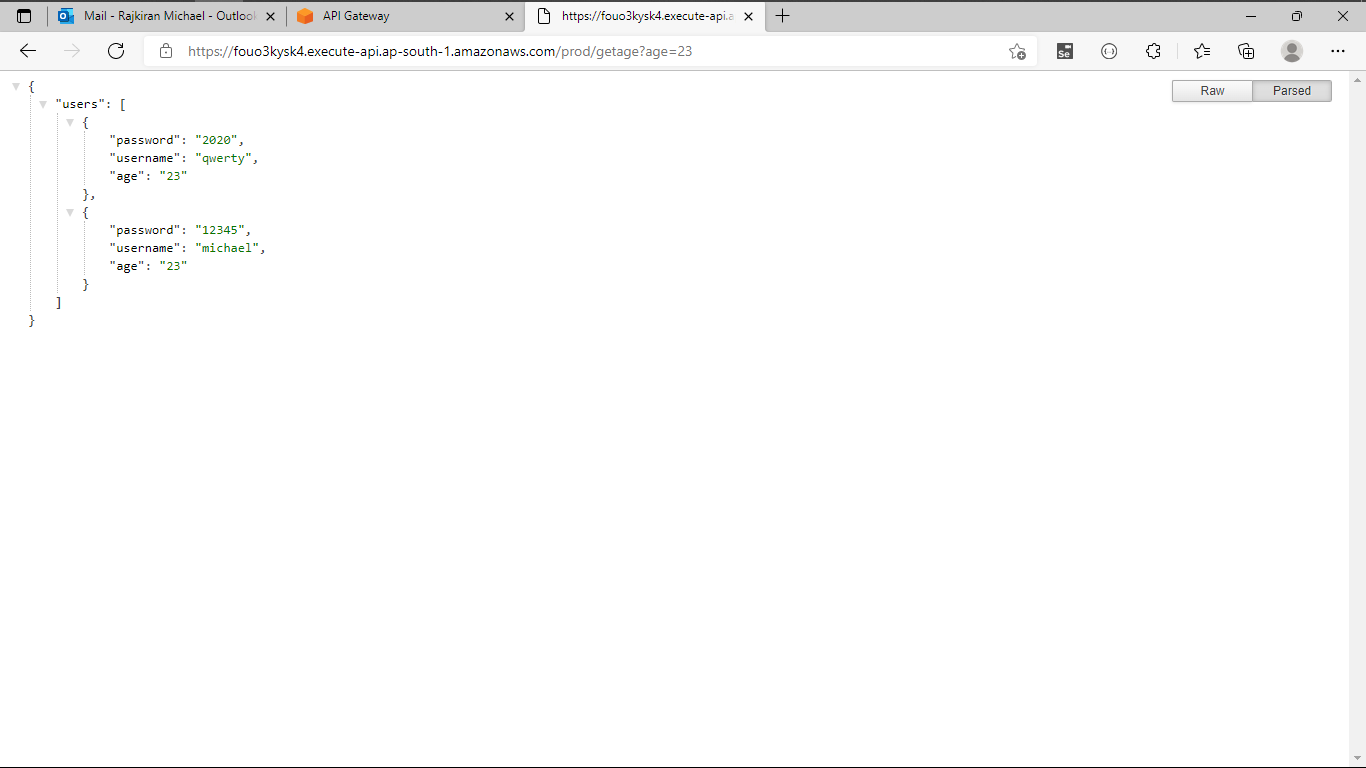 Mail - Rajkiran Michael - Outlook
API Gateway
https://fouo3kysk4.execute-api.a
https://fouo3kysk4.execute-api.ap-south-1.amazonaws.com/prod/getage?age=23
Se
Raw
Parsed
{
"users": [
{
"password": "2020",
"username": "qwerty",
"age": "23"
},
{
"password": "12345",
"username": "michael",
"age": "23"
}
]
}